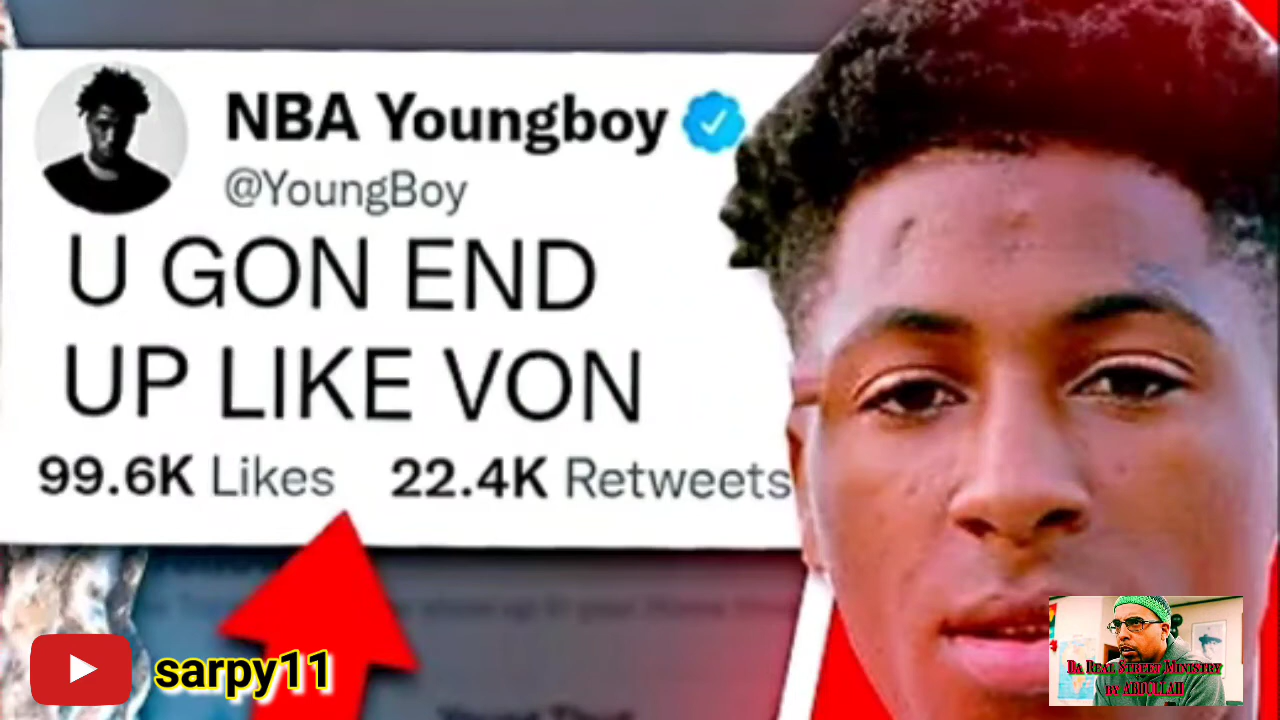 NBA Youngboy
@YoungBoy
U GON END
UP LIKE VON
99.6K Likes 22.4K Retweets
sarpy11
DA REAL STREET MINISTRY
BY ABDULLAH